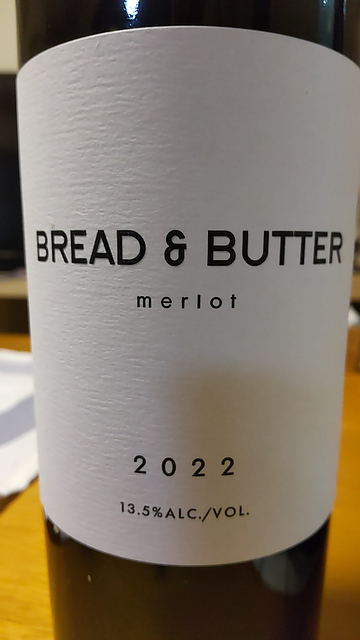 BREAD & BUTTER
merlot
2022
13.5%ALC./VOL.